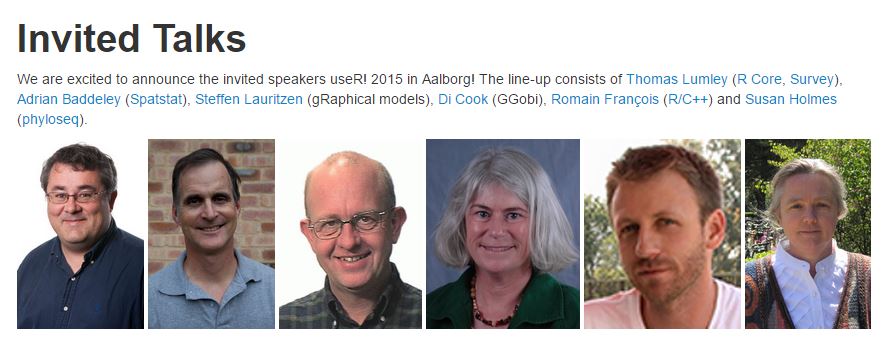 Invited Talks
We are excited to announce the invited speakers useR! 2015 in Aalborg! The line-up consists of Thomas Lumley (R Core, Survey),
Adrian Baddeley (Spatstat), Steffen Lauritzen (gRaphical models), Di Cook (GGobi), Romain François (R/C++) and Susan Holmes
(phyloseq).